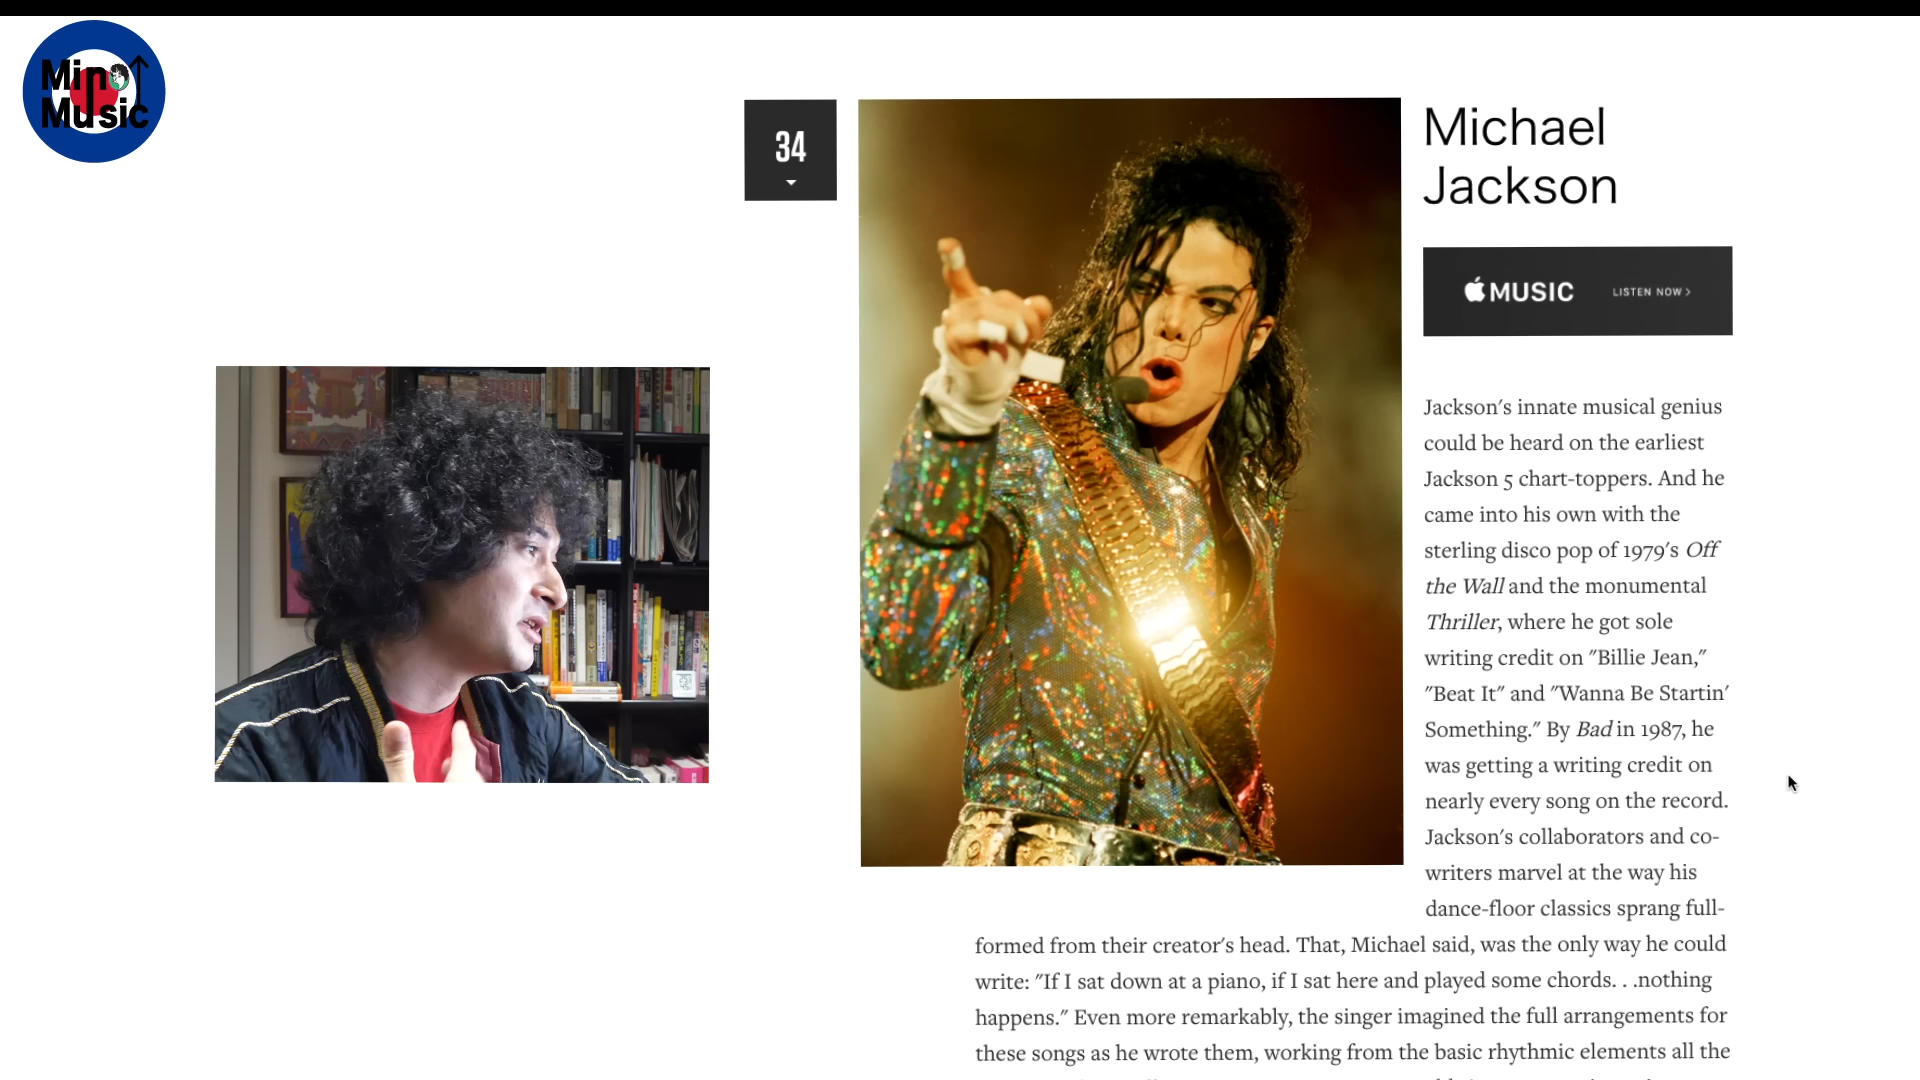 Mino
Music
34
Michael
Jackson
MUSIC LISTEN NOW >
Jackson's innate musical genius
could be heard on the earliest
Jackson 5 chart-toppers. And he
came into his own with the
sterling disco pop of 1979's Off
the Wall and the monumental
Thriller, where he got sole
writing credit on "Billie Jean,"
"Beat It" and "Wanna Be Startin'
Something." By Bad in 1987, he
was getting a writing credit on
nearly every song on the record.
Jackson's collaborators and co-
writers marvel at the way his
dance-floor classics sprang full-
formed from their creator's head. That, Michael said, was the only way he could
write: "If I sat down at a piano, if I sat here and played some chords. . .nothing
happens." Even more remarkably, the singer imagined the full arrangements for
these songs as he wrote them, working from the basic rhythmic elements all the